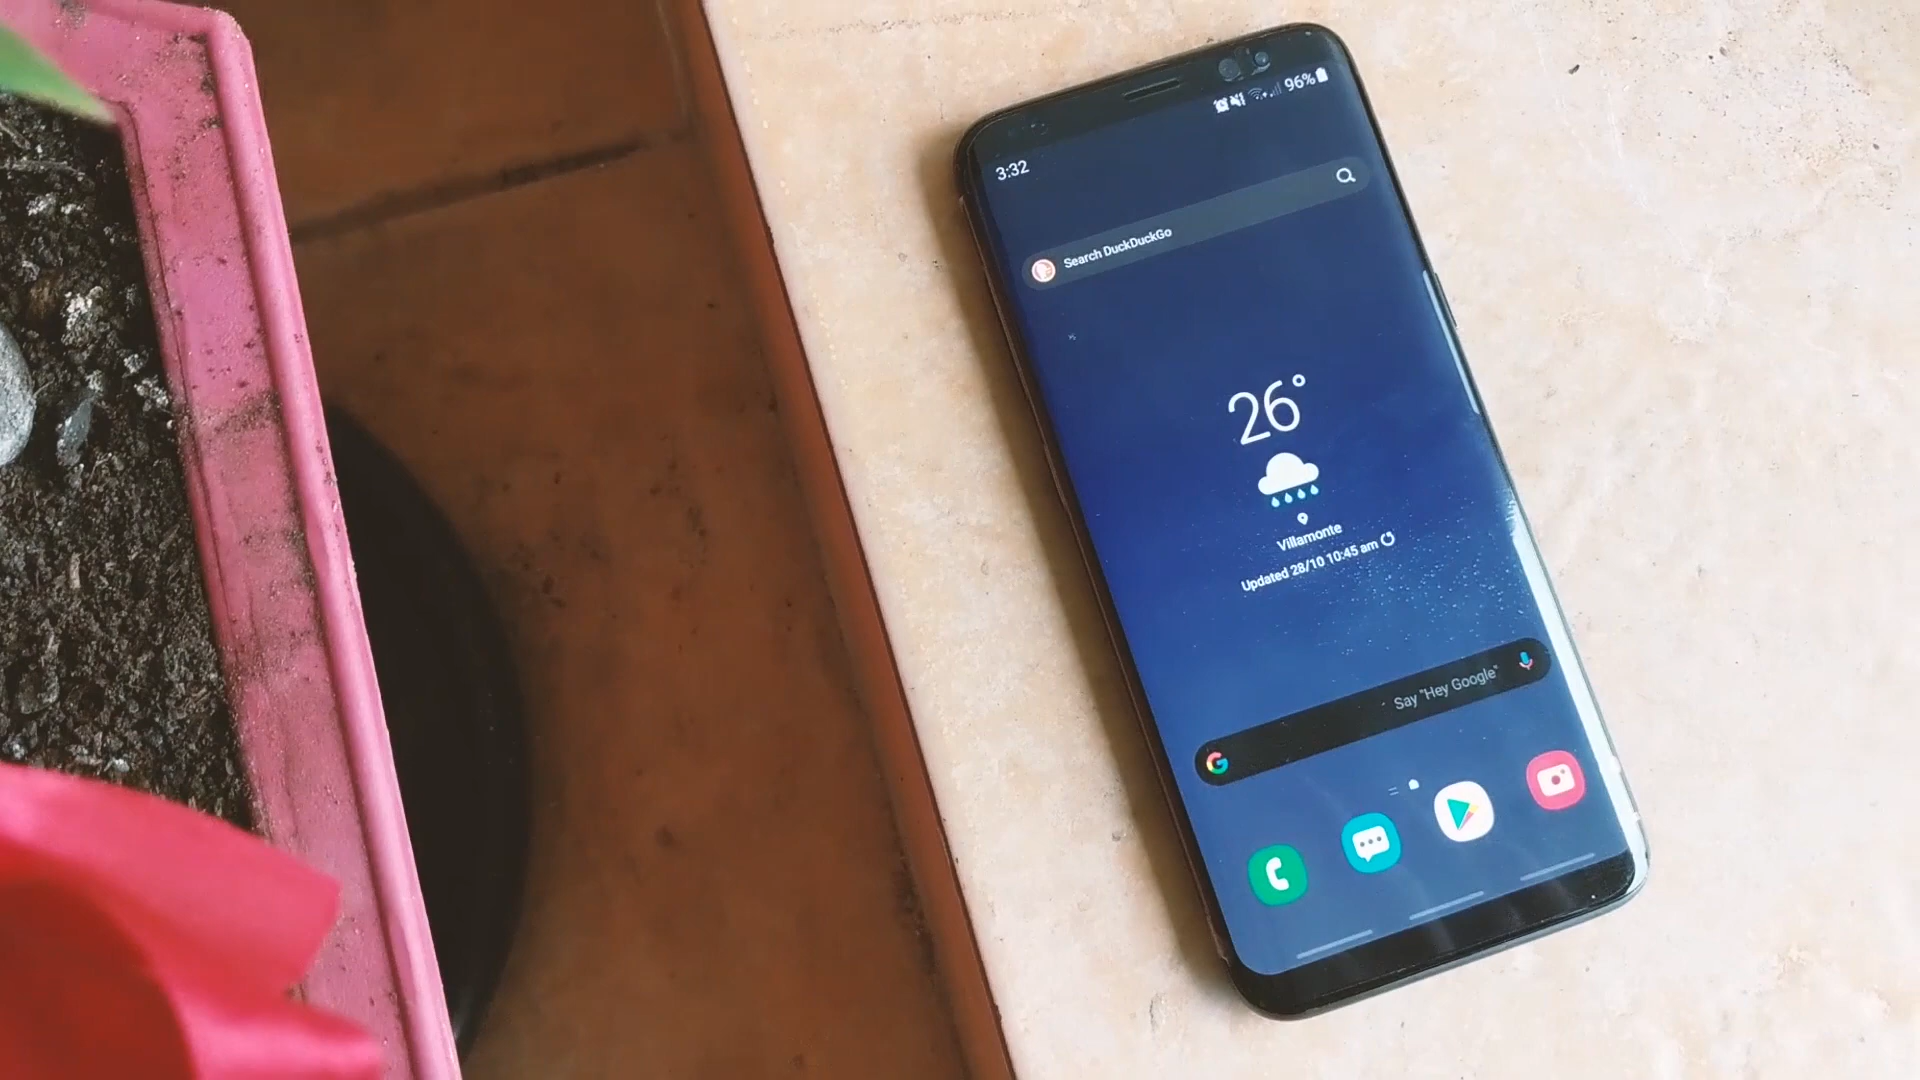 96%
3:32
Search DuckDuckGo
26°
Villamonte
Updated 28/10 10:45 am
Say "Hey Google"
G